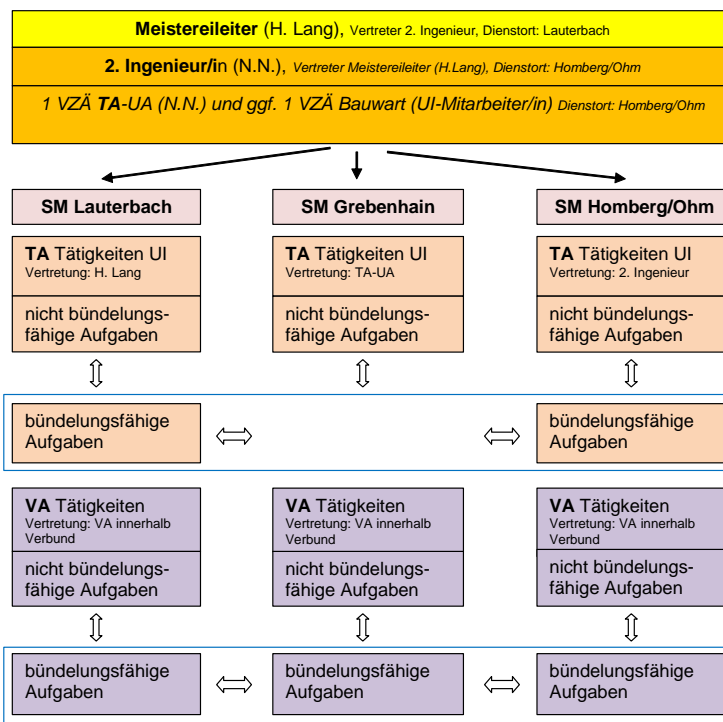 Meistereileiter (H. Lang), Vertreter 2. Ingenieur, Dienstort: Lauterbach
2. Ingenieur/in (N.N.), Vertreter Meistereileiter (H.Lang), Dienstort: Homberg/Ohm
1 VZÄ TA-UA (N.N.) und ggf. 1 VZÄ Bauwart (UI-Mitarbeiter/in) Dienstort: Homberg/Ohm
SM Lauterbach
SM Grebenhain
SM Homberg/Ohm
TA Tätigkeiten UI
Vertretung: H. Lang
nicht bündelungs-
fähige Aufgaben
TA Tätigkeiten UI
Vertretung: TA-UA
nicht bündelungs-
fähige Aufgaben
TA Tätigkeiten UI
Vertretung: 2. Ingenieur
nicht bündelungs-
fähige Aufgaben
bündelungsfähige
Aufgaben
bündelungsfähige
Aufgaben
VA Tätigkeiten
Vertretung: VA innerhalb
Verbund
nicht bündelungs-
fähige Aufgaben
VA Tätigkeiten
Vertretung: VA innerhalb
Verbund
nicht bündelungs-
fähige Aufgaben
VA Tätigkeiten
Vertretung: VA innerhalb
Verbund
nicht bündelungs-
fähige Aufgaben
bündelungsfähige
Aufgaben
bündelungsfähige
Aufgaben
bündelungsfähige
Aufgaben